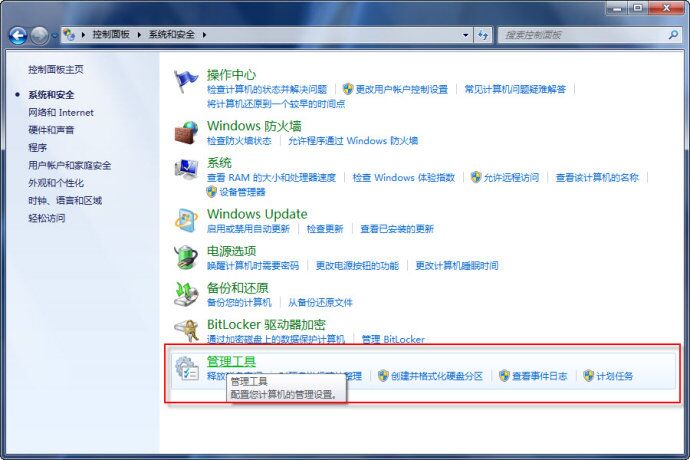 控制面板 系统和安全 搜索控制面板
控制面板主页
系统和安全
网络和 Internet
硬件和声音
程序
用户帐户和家庭安全
外观和个性化
时钟、语言和区域
轻松访问
操作中心
检查计算机的状态并解决问题 更改用户帐户控制设置 常见计算机问题疑难解答
将计算机还原到一个较早的时间点
Windows 防火墙
检查防火墙状态 允许程序通过 Windows 防火墙
系统
查看 RAM 的大小和处理器速度 检查 Windows 体验指数 允许远程访问 查看该计算机的名称
设备管理器
Windows Update
启用或禁用自动更新 检查更新 查看已安装的更新
电源选项
唤醒计算机时需要密码 更改电源按钮的功能 更改计算机睡眠时间
备份和还原
备份您的计算机 从备份还原文件
BitLocker 驱动器加密
通过加密磁盘上的数据保护计算机 管理 BitLocker
管理工具
释放 整理 创建并格式化硬盘分区 查看事件日志 计划任务
管理工具
配置您计算机的管理设置。